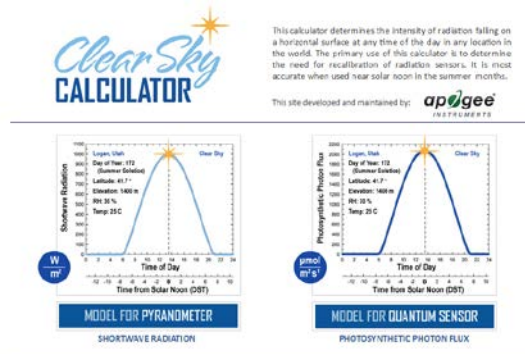 Clear Sky
CALCULATOR
This calculator determines the intensity of radiation falling on
a horizontal surface at any time of the day in any location in
the world. The primary use of this calculator is to determine
the need for recalibration of radiation sensors. It is most
accurate when used near solar noon in the summer months.
This site developed and maintained by:
apogee
INSTRUMENTS
Shortwave Radiation
Logan, Utah
Clear Sky
Day of Year: 172
(Summer Solstice)
Latitude: 41.7 °
Elevation: 1400 m
RH: 30 %
Temp: 25 C
Time of Day
Time from Solar Noon (DST)
W
m²
MODEL FOR PYRANOMETER
SHORTWAVE RADIATION
Photosynthetic Photon Flux
Logan, Utah
Clear Sky
Day of Year: 172
(Summer Solstice)
Latitude: 41.7 °
Elevation: 1400 m
RH: 30 %
Temp: 25 C
Time of Day
Time from Solar Noon (DST)
µmol
m²s¹
MODEL FOR QUANTUM SENSOR
PHOTOSYNTHETIC PHOTON FLUX